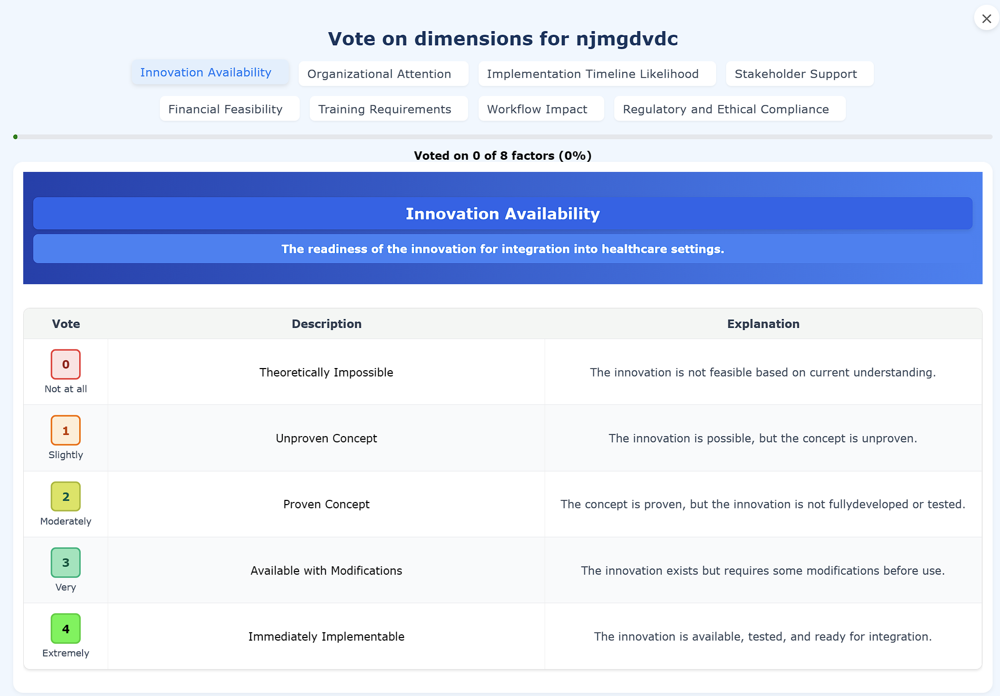 Vote on dimensions for njmgdvdc
Innovation Availability
Organizational Attention
Implementation Timeline Likelihood
Stakeholder Support
Financial Feasibility
Training Requirements
Workflow Impact
Regulatory and Ethical Compliance
Voted on 0 of 8 factors (0%)
Innovation Availability
The readiness of the innovation for integration into healthcare settings.
Vote
Description
Explanation
0
Not at all
Theoretically Impossible
The innovation is not feasible based on current understanding.
1
Slightly
Unproven Concept
The innovation is possible, but the concept is unproven.
2
Moderately
Proven Concept
The concept is proven, but the innovation is not fullydeveloped or tested.
3
Very
Available with Modifications
The innovation exists but requires some modifications before use.
4
Extremely
Immediately Implementable
The innovation is available, tested, and ready for integration.